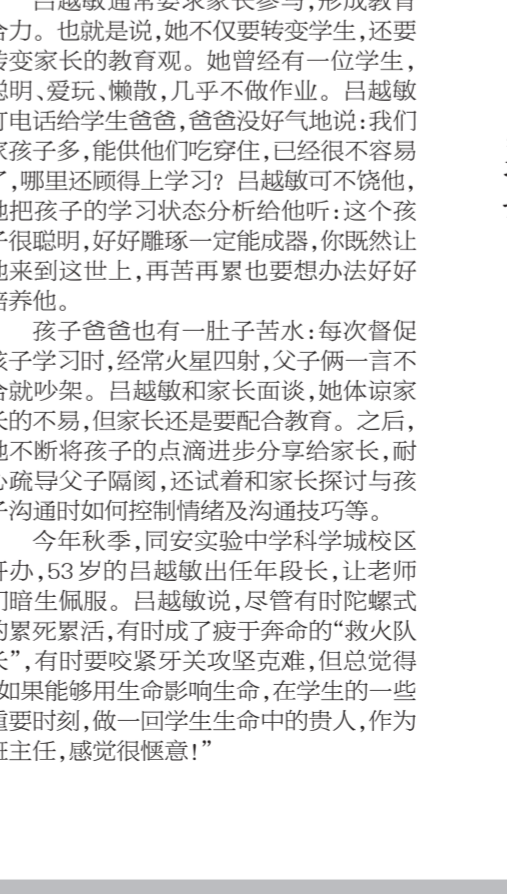 吕越敏通常要求家长参与,形成教育
合力。也就是说,她不仅要转变学生,还要
转变家长的教育观。她曾经有一位学生,
聪明、爱玩、懒散,几乎不做作业。吕越敏
打电话给学生爸爸,爸爸没好气地说:我们
家孩子多,能供他们吃穿住,已经很不容易
了,哪里还顾得上学习?吕越敏可不饶他,
她把孩子的学习状态分析给他听:这个孩
子很聪明,好好雕琢一定能成器,你既然让
他来到这世上,再苦再累也要想办法好好
培养他。
孩子爸爸也有一肚子苦水:每次督促
孩子学习时,经常火星四射,父子俩一言不
合就吵架。吕越敏和家长面谈,她体谅家
长的不易,但家长还是要配合教育。之后,
她不断将孩子的点滴进步分享给家长,耐
心疏导父子隔阂,还试着和家长探讨与孩
子沟通时如何控制情绪及沟通技巧等。
今年秋季,同安实验中学科学城校区
开办,53岁的吕越敏出任年段长,让老师
们暗生佩服。吕越敏说,尽管有时陀螺式
的累死累活,有时成了疲于奔命的“救火队
长”,有时要咬紧牙关攻坚克难,但总觉得
“如果能够用生命影响生命,在学生的一些
重要时刻,做一回学生生命中的贵人,作为
班主任,感觉很惬意!”